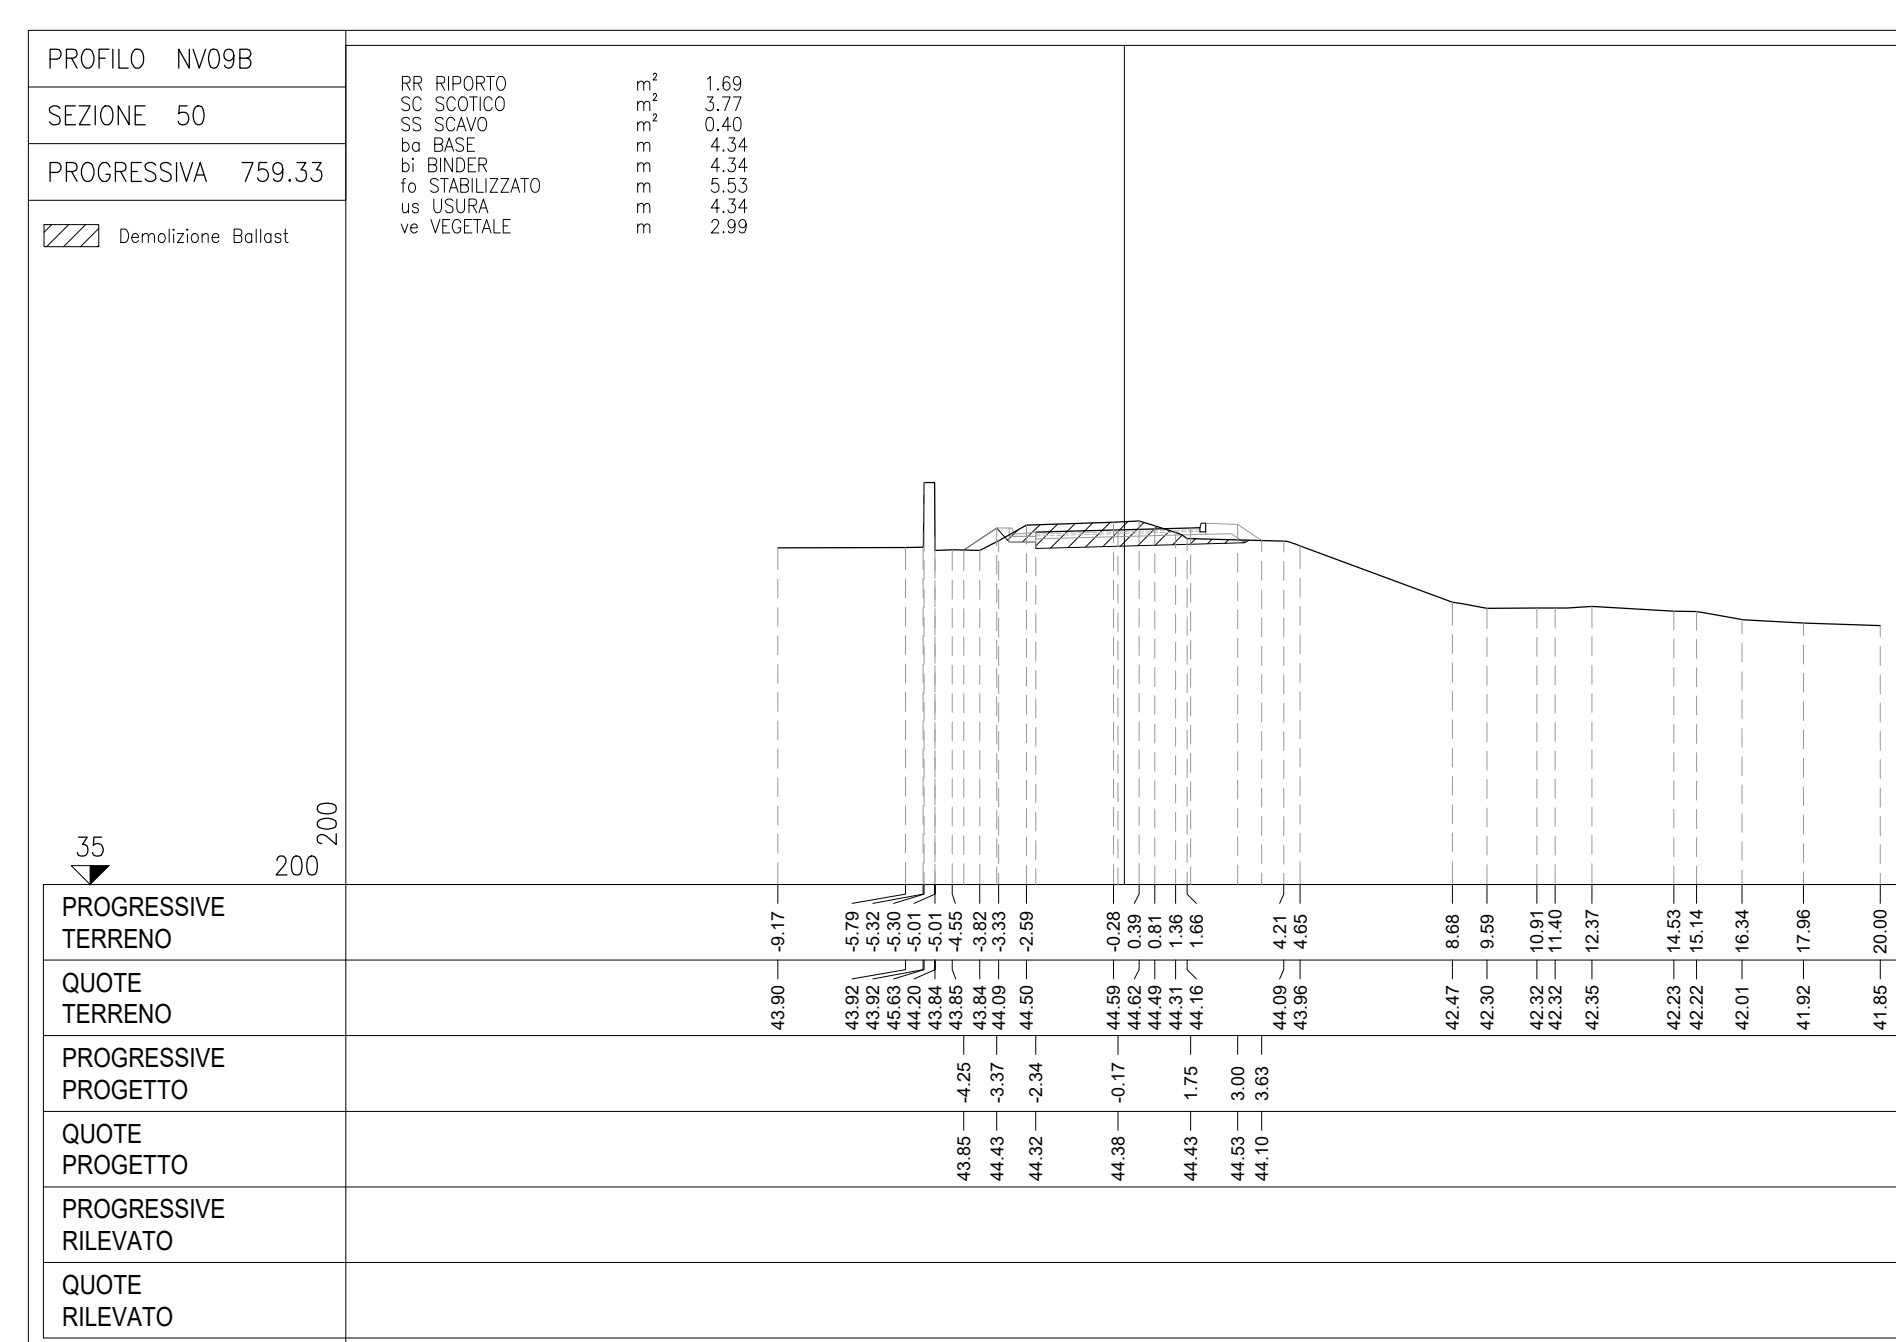 PROFILO NV09B
SEZIONE 50
PROGRESSIVA 759.33
Demolizione Ballast
RR RIPORTO m² 1.69
SC SCOTICO m² 3.77
SS SCAVO m² 0.40
ba BASE m 4.34
bi BINDER m 4.34
fo STABILIZZATO m 5.53
us USURA m 4.34
ve VEGETALE m 2.99
200
35
200
PROGRESSIVE
TERRENO
-9.17 -5.79 -5.32 -5.30 -5.01 -5.01 -4.55 -3.82 -3.33 -2.59 -0.28 0.39 0.81 1.36 1.66 4.21 4.65 8.68 9.59 10.91 11.40 12.37 14.53 15.14 16.34 17.96 20.00
QUOTE
TERRENO
43.90 43.92 43.92 45.63 44.20 43.84 43.85 43.84 44.09 44.50 44.59 44.62 44.49 44.31 44.16 44.09 43.96 42.47 42.30 42.32 42.32 42.35 42.23 42.22 42.01 41.92 41.85
PROGRESSIVE
PROGETTO
-4.25 -3.37 -2.34 -0.17 1.75 3.00 3.63
QUOTE
PROGETTO
43.85 44.43 44.32 44.38 44.43 44.53 44.10
PROGRESSIVE
RILEVATO
QUOTE
RILEVATO